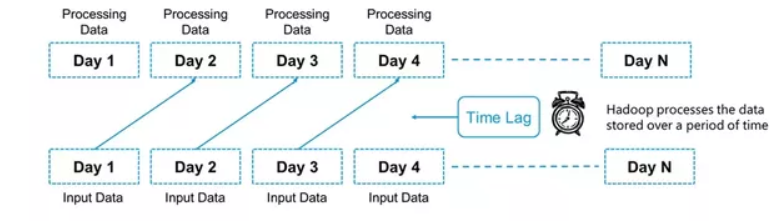 Processing Data
Processing Data
Processing Data
Processing Data
Day 1
Day 2
Day 3
Day 4
Day N
Time Lag
Hadoop processes the data
stored over a period of time
Day 1
Day 2
Day 3
Day 4
Day N
Input Data
Input Data
Input Data
Input Data